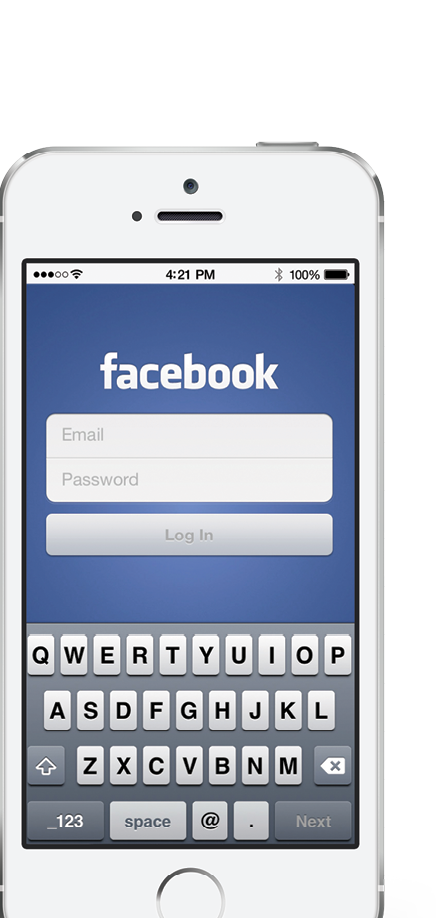 4:21 PM 100%
facebook
Email
Password
Log In
Q W E R T Y U I O P
A S D F G H J K L
Z X C V B N M
_123 space @ . Next